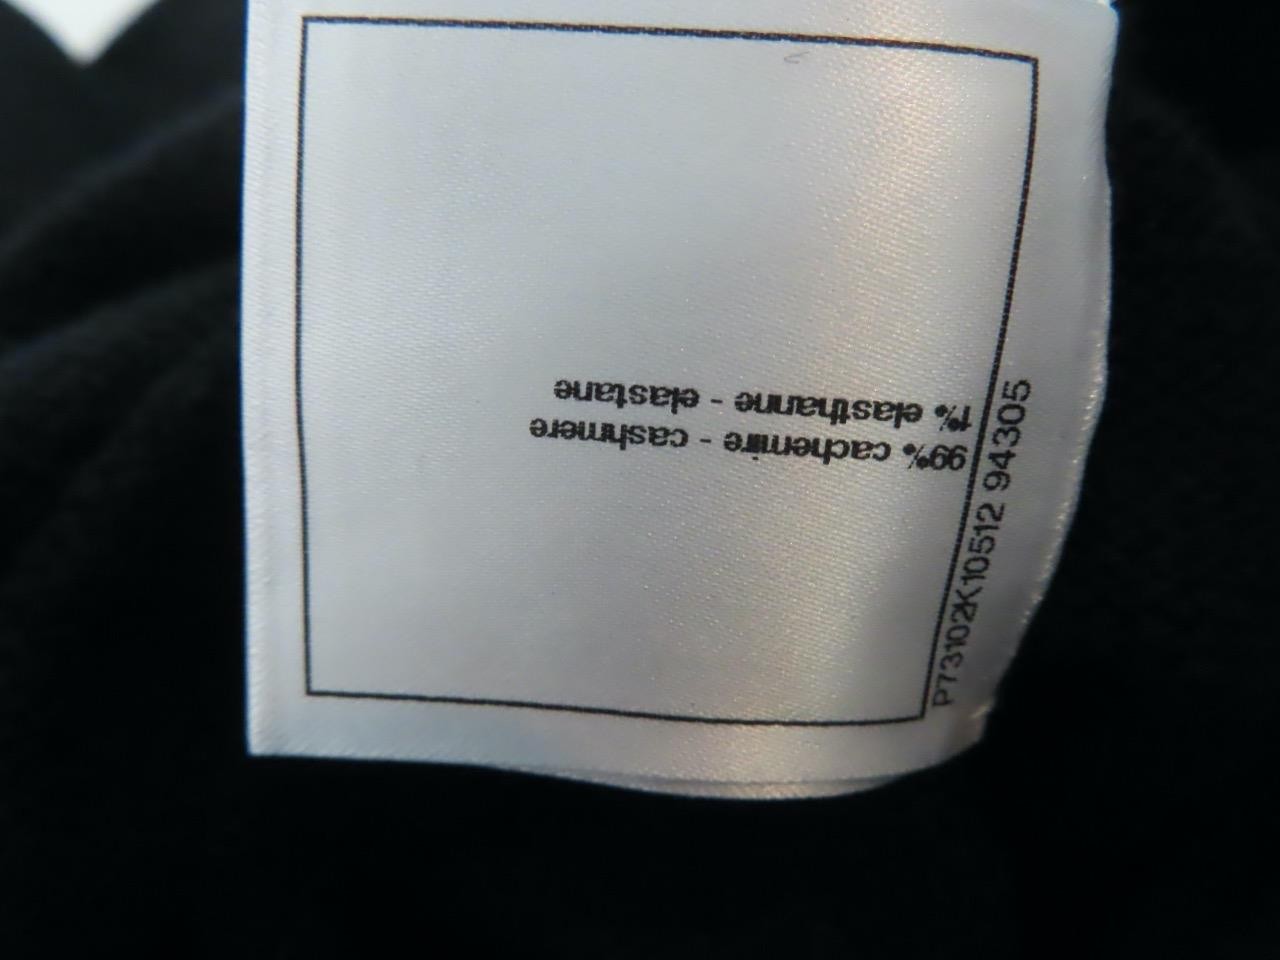 99% cachemire - cashmere
1% elasthanne - elastane
P73102K10512 94305